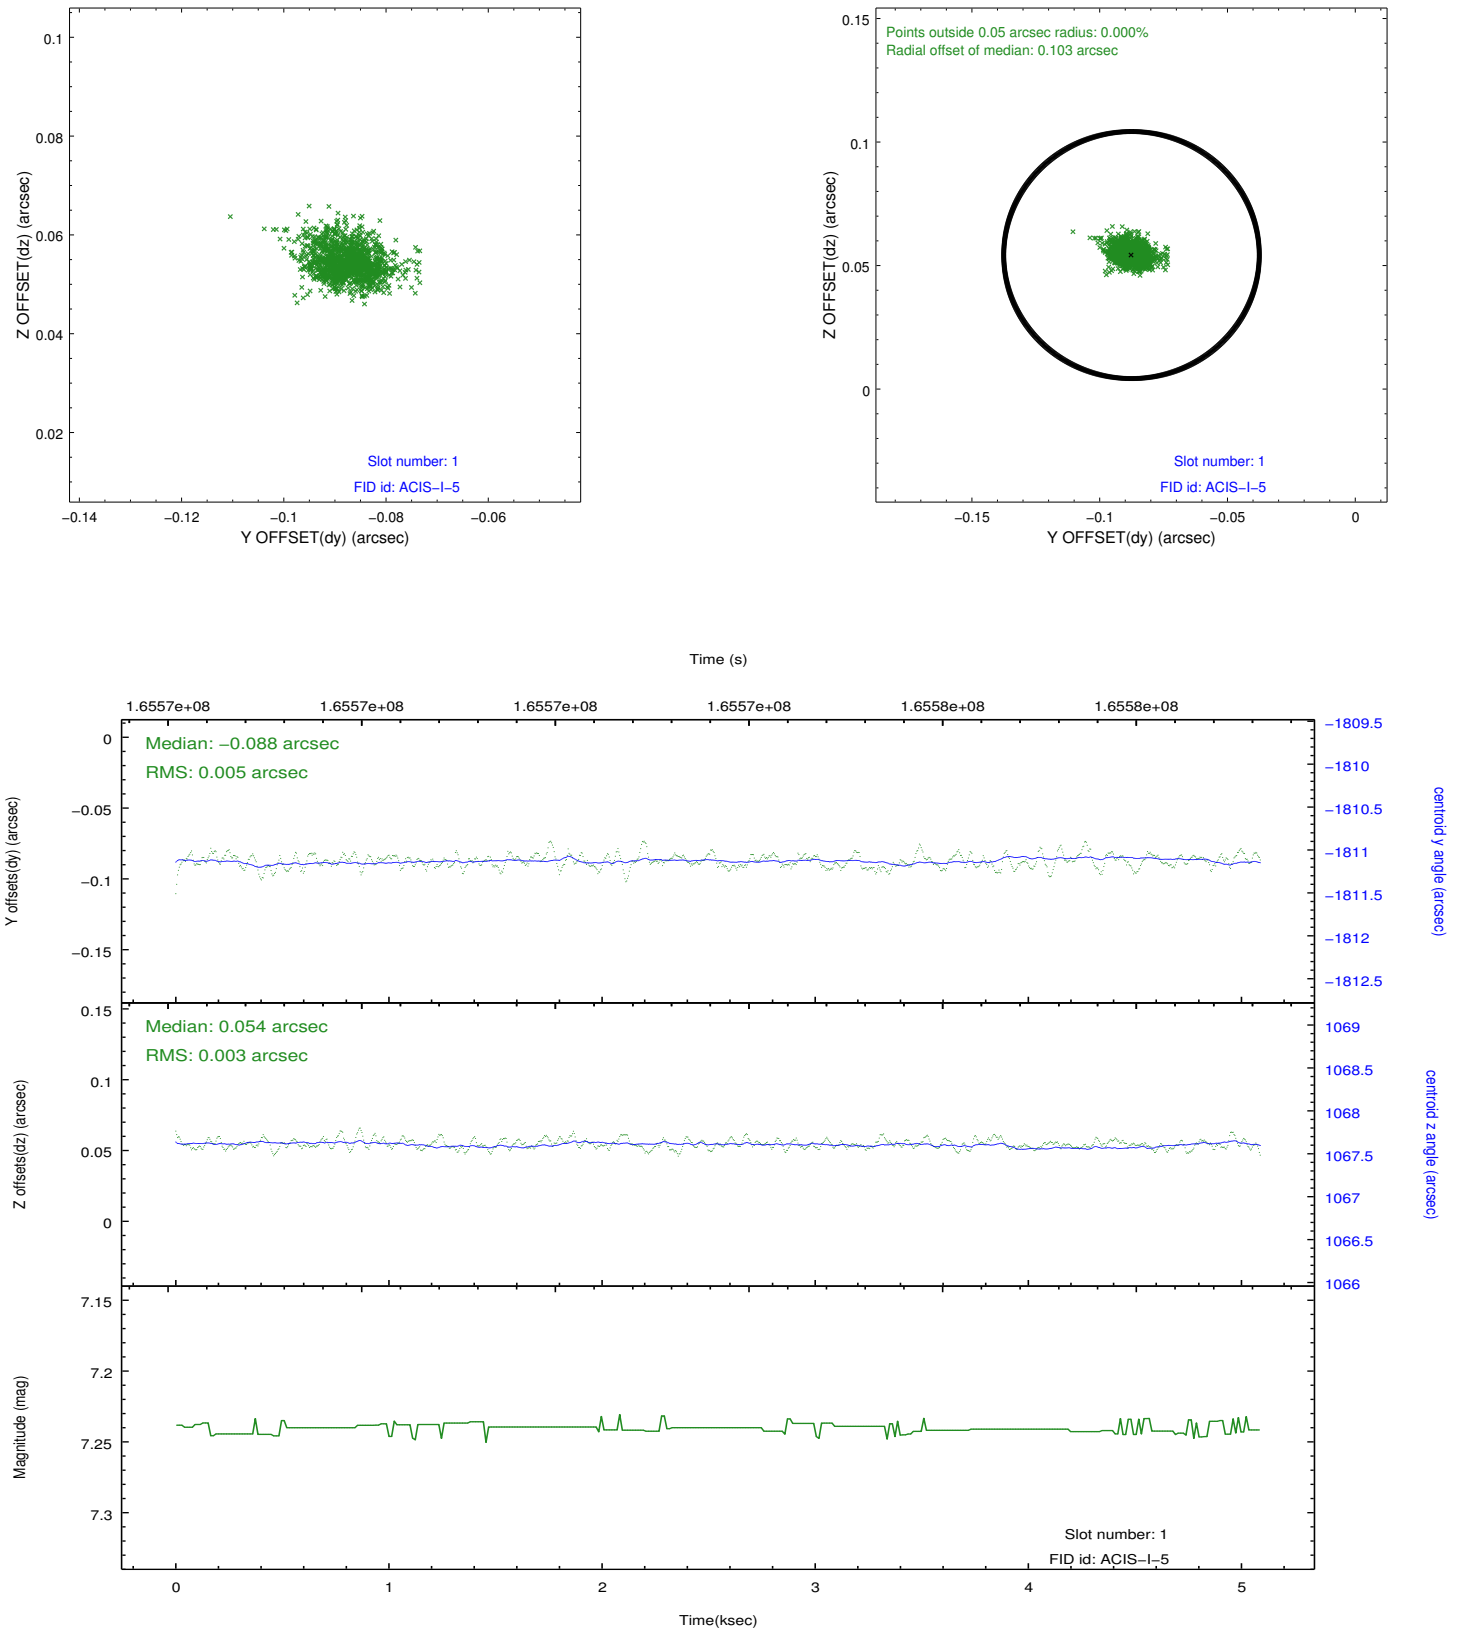 0.1
0.08
0.06
0.04
0.02
Z OFFSET(dz) (arcsec)
Slot number: 1
FID id: ACIS−I−5
−0.14 −0.12 −0.1 −0.08 −0.06
Y OFFSET(dy) (arcsec)
0.15
0.1
0.05
0
Z OFFSET(dz) (arcsec)
Points outside 0.05 arcsec radius: 0.000%
Radial offset of median: 0.103 arcsec
Slot number: 1
FID id: ACIS−I−5
−0.15 −0.1 −0.05 0
Y OFFSET(dy) (arcsec)
Time (s)
1.6557e+08 1.6557e+08 1.6557e+08 1.6557e+08 1.6558e+08 1.6558e+08
Median: −0.088 arcsec
RMS: 0.005 arcsec
0
−0.05
−0.1
−0.15
Y offsets(dy) (arcsec)
−1809.5
−1810
−1810.5
−1811
−1811.5
−1812
−1812.5
centroid y angle (arcsec)
Median: 0.054 arcsec
RMS: 0.003 arcsec
0.15
0.1
0.05
0
Z offsets(dz) (arcsec)
1069
1068.5
1068
1067.5
1067
1066.5
1066
centroid z angle (arcsec)
7.15
7.2
7.25
7.3
Magnitude (mag)
Slot number: 1
FID id: ACIS−I−5
0 1 2 3 4 5
Time(ksec)